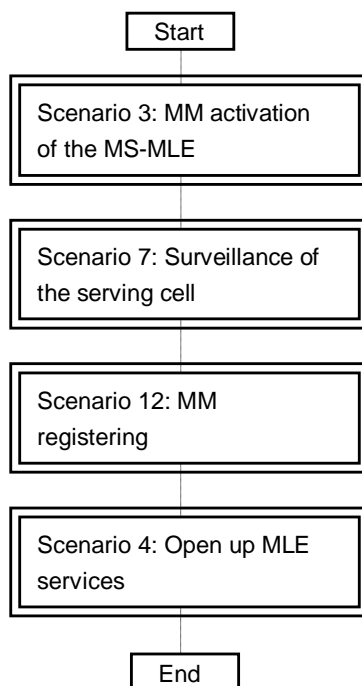 Start
Scenario 3: MM activation
of the MS-MLE
Scenario 7: Surveillance of
the serving cell
Scenario 12: MM
registering
Scenario 4: Open up MLE
services
End